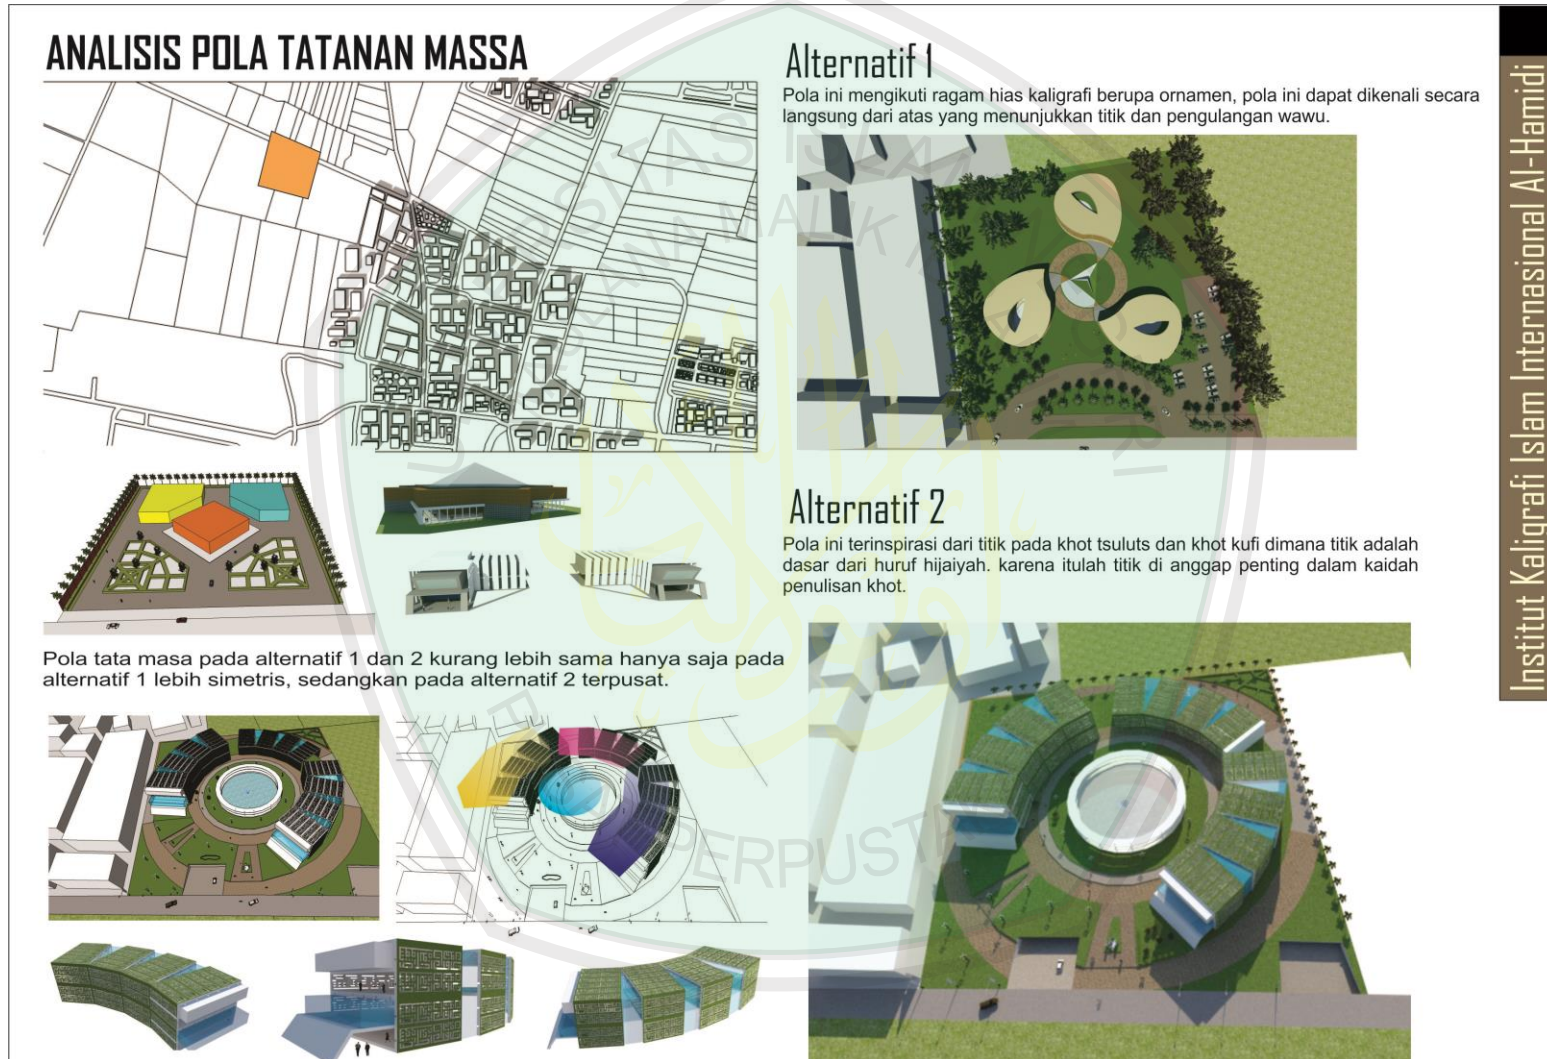 ANALISIS POLA TATANAN MASSA
Pola tata masa pada alternatif 1 dan 2 kurang lebih sama hanya saja pada
alternatif 1 lebih simetris, sedangkan pada alternatif 2 terpusat.
Alternatif 1
Pola ini mengikuti ragam hias kaligrafi berupa ornamen, pola ini dapat dikenali secara
langsung dari atas yang menunjukkan titik dan pengulangan wawu.
Alternatif 2
Pola ini terinspirasi dari titik pada khot tsuluts dan khot kufi dimana titik adalah
dasar dari huruf hijaiyah. karena itulah titik di anggap penting dalam kaidah
penulisan khot.
Institut Kaligrafi Islam Internasional Al-Hamidi